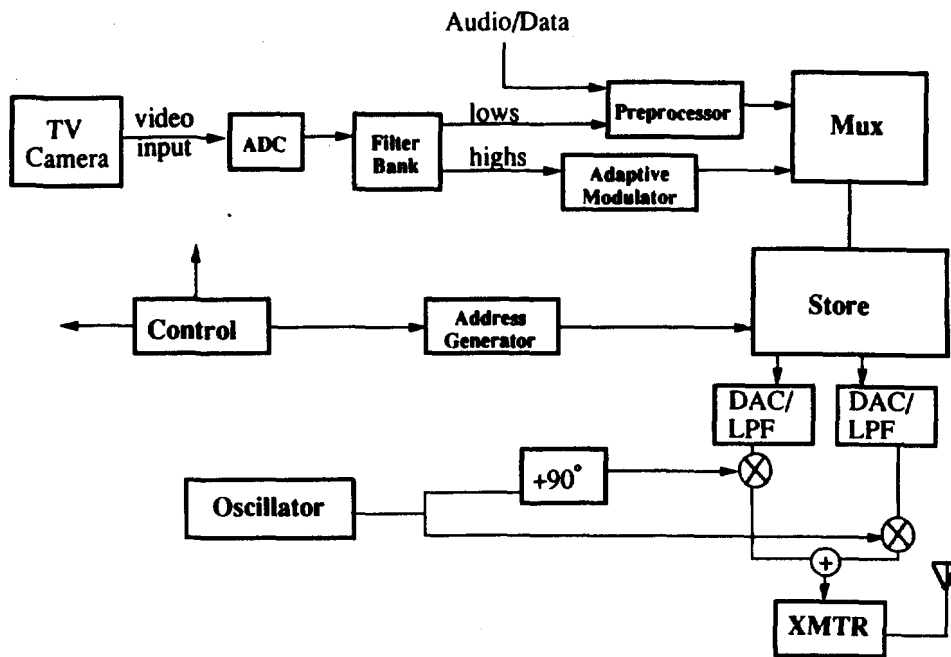 Audio/Data
TV
Camera
video
input
ADC
Filter
Bank
lows
highs
Preprocessor
Adaptive
Modulator
Mux
Control
Address
Generator
Store
DAC/
LPF
DAC/
LPF
+90°
Oscillator
+
XMTR